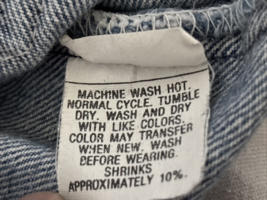 MACHINE WASH HOT.
NORMAL CYCLE. TUMBLE
DRY. WASH AND DRY
WITH LIKE COLORS.
COLOR MAY TRANSFER
WHEN NEW. WASH
BEFORE WEARING.
SHRINKS
APPROXIMATELY 10%.